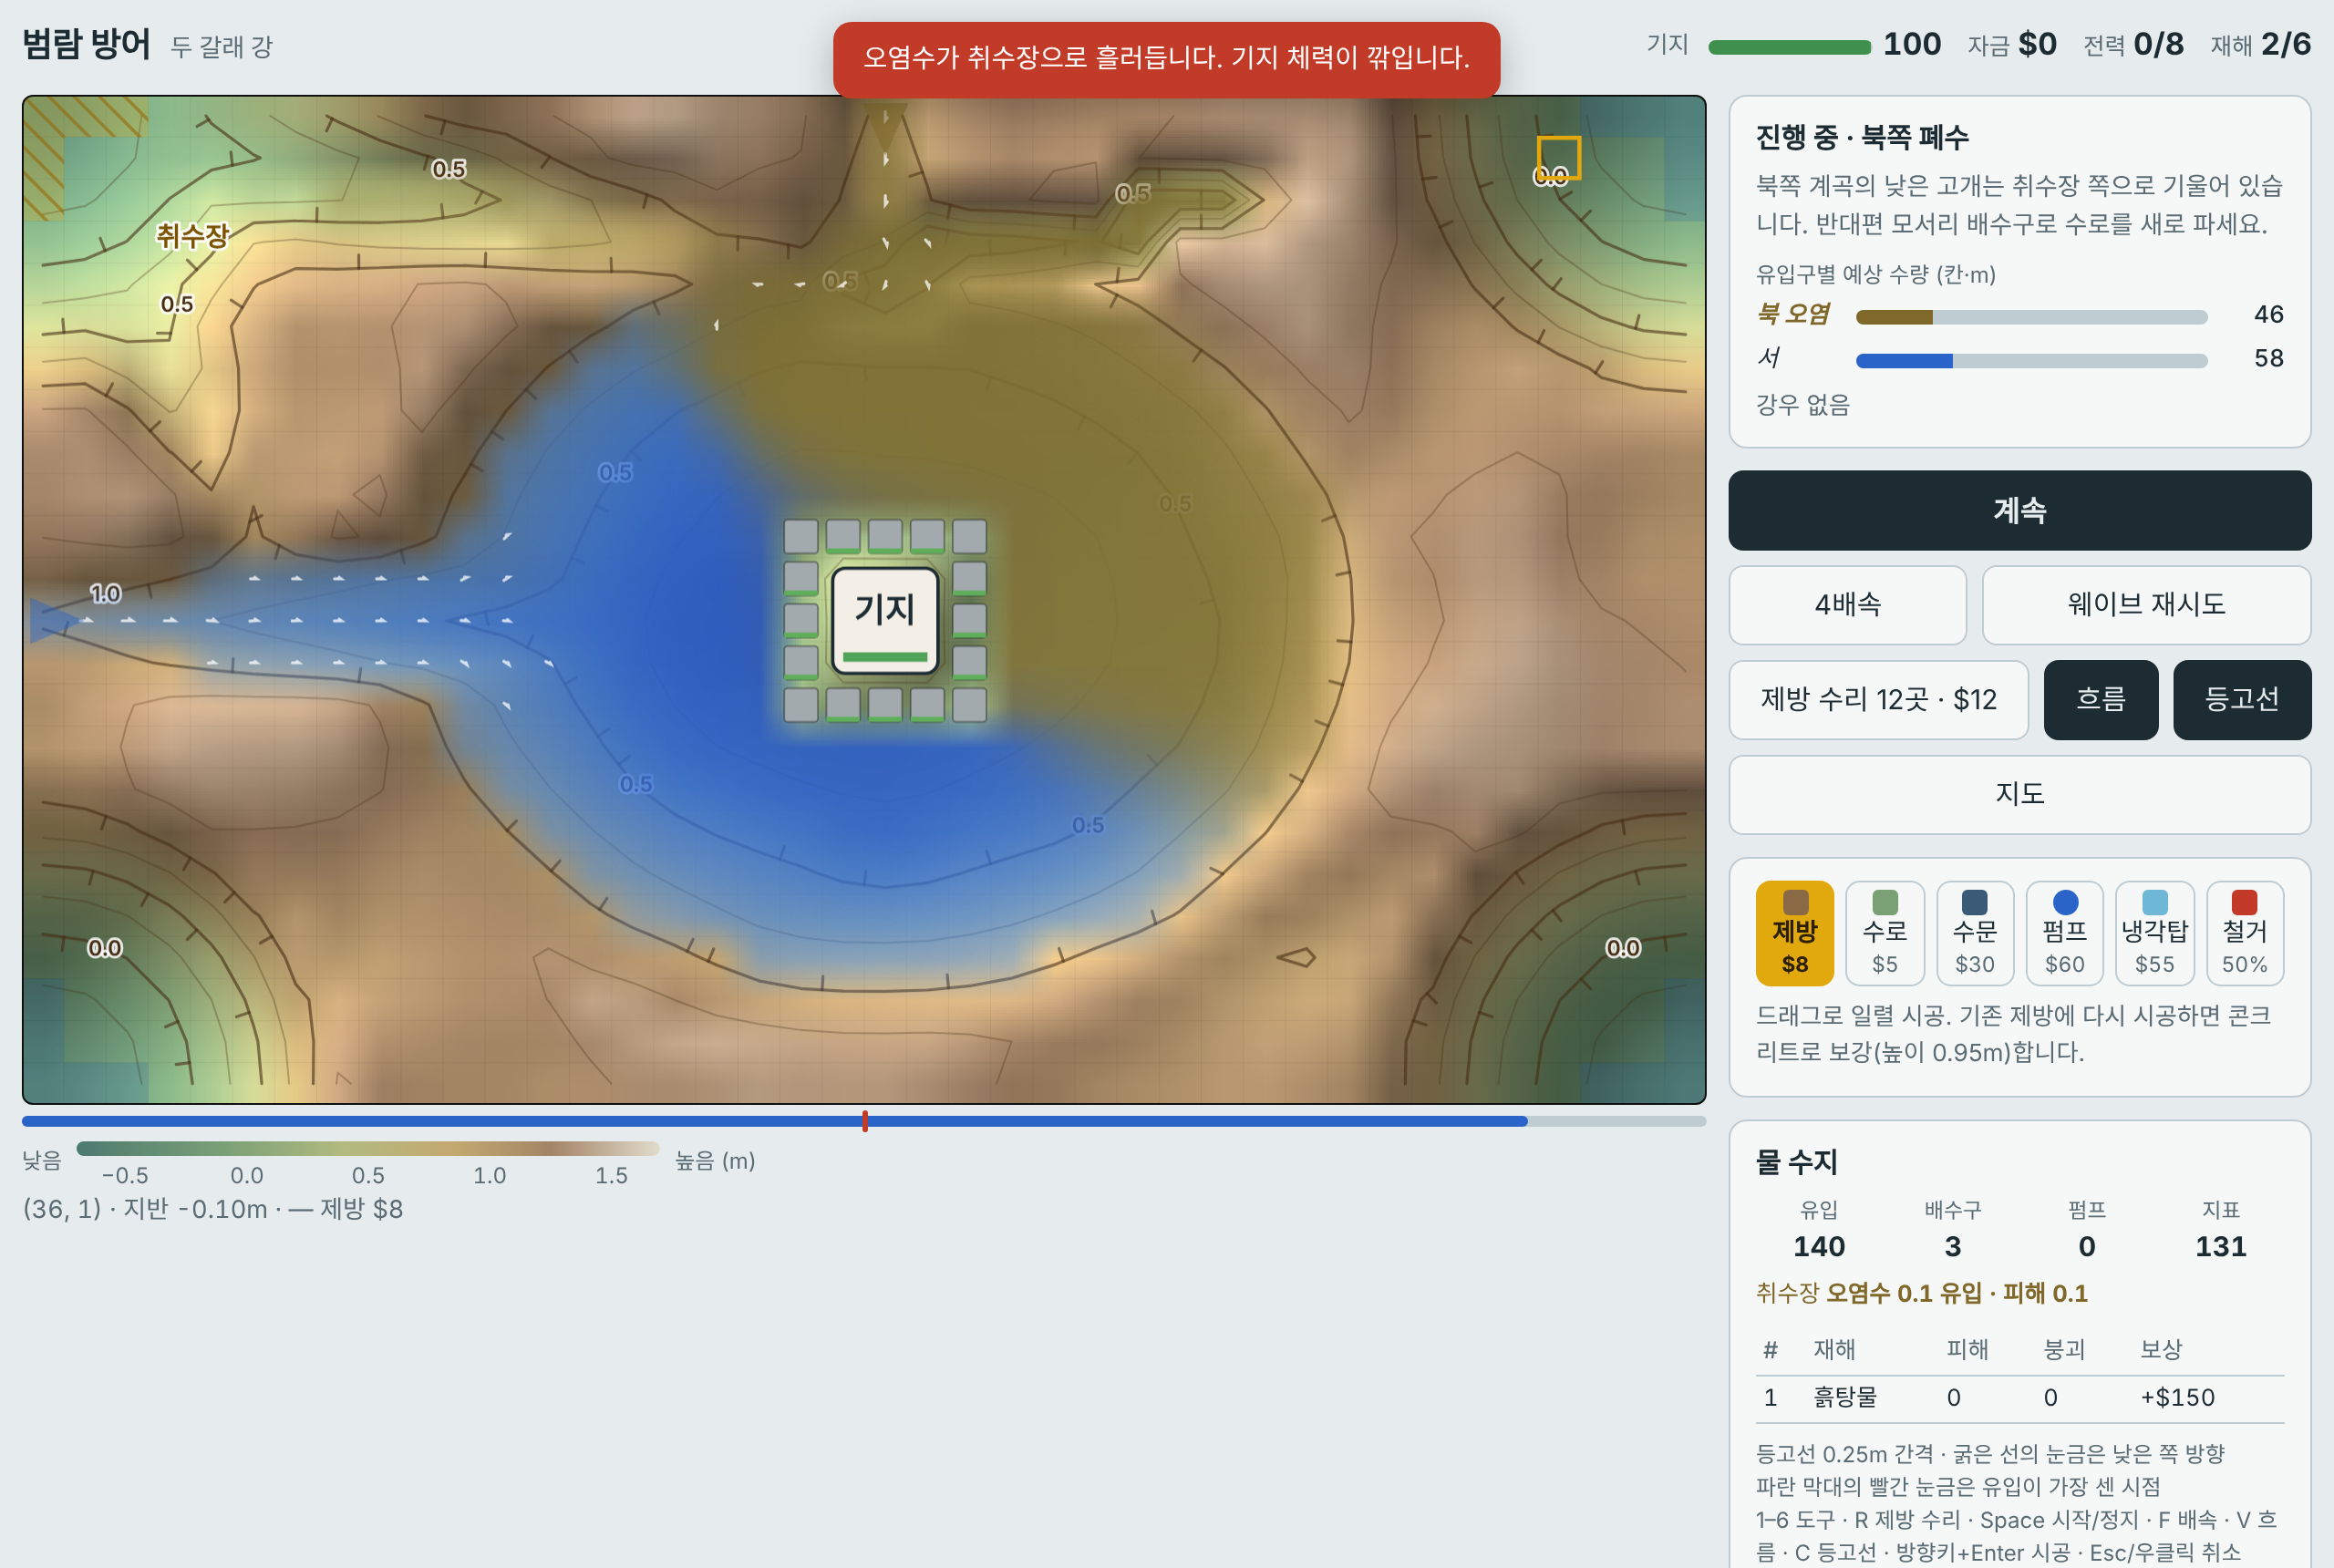 범람 방어 두 갈래 강
오염수가 취수장으로 흘러듭니다. 기지 체력이 깎입니다.
기지 100 자금 $0 전력 0/8 재해 2/6
0.5
0.5
0.0
취수장
0.5
0.5
0.5
0.5
1.0
기지
0.5
0.5
0.0
0.0
낮음 높음 (m)
−0.5 0.0 0.5 1.0 1.5
(36, 1) · 지반 -0.10m · — 제방 $8
진행 중 · 북쪽 폐수
북쪽 계곡의 낮은 고개는 취수장 쪽으로 기울어 있습
니다. 반대편 모서리 배수구로 수로를 새로 파세요.
유입구별 예상 수량 (칸·m)
북 오염 46
서 58
강우 없음
계속
4배속 웨이브 재시도
제방 수리 12곳 · $12 흐름 등고선
지도
제방 수로 수문 펌프 냉각탑 철거
$8 $5 $30 $60 $55 50%
드래그로 일렬 시공. 기존 제방에 다시 시공하면 콘크
리트로 보강(높이 0.95m)합니다.
물 수지
유입 배수구 펌프 지표
140 3 0 131
취수장 오염수 0.1 유입 · 피해 0.1
# 재해 피해 붕괴 보상
1 흙탕물 0 0 +$150
등고선 0.25m 간격 · 굵은 선의 눈금은 낮은 쪽 방향
파란 막대의 빨간 눈금은 유입이 가장 센 시점
1–6 도구 · R 제방 수리 · Space 시작/정지 · F 배속 · V 흐
름 · C 등고선 · 방향키+Enter 시공 · Esc/우클릭 취소